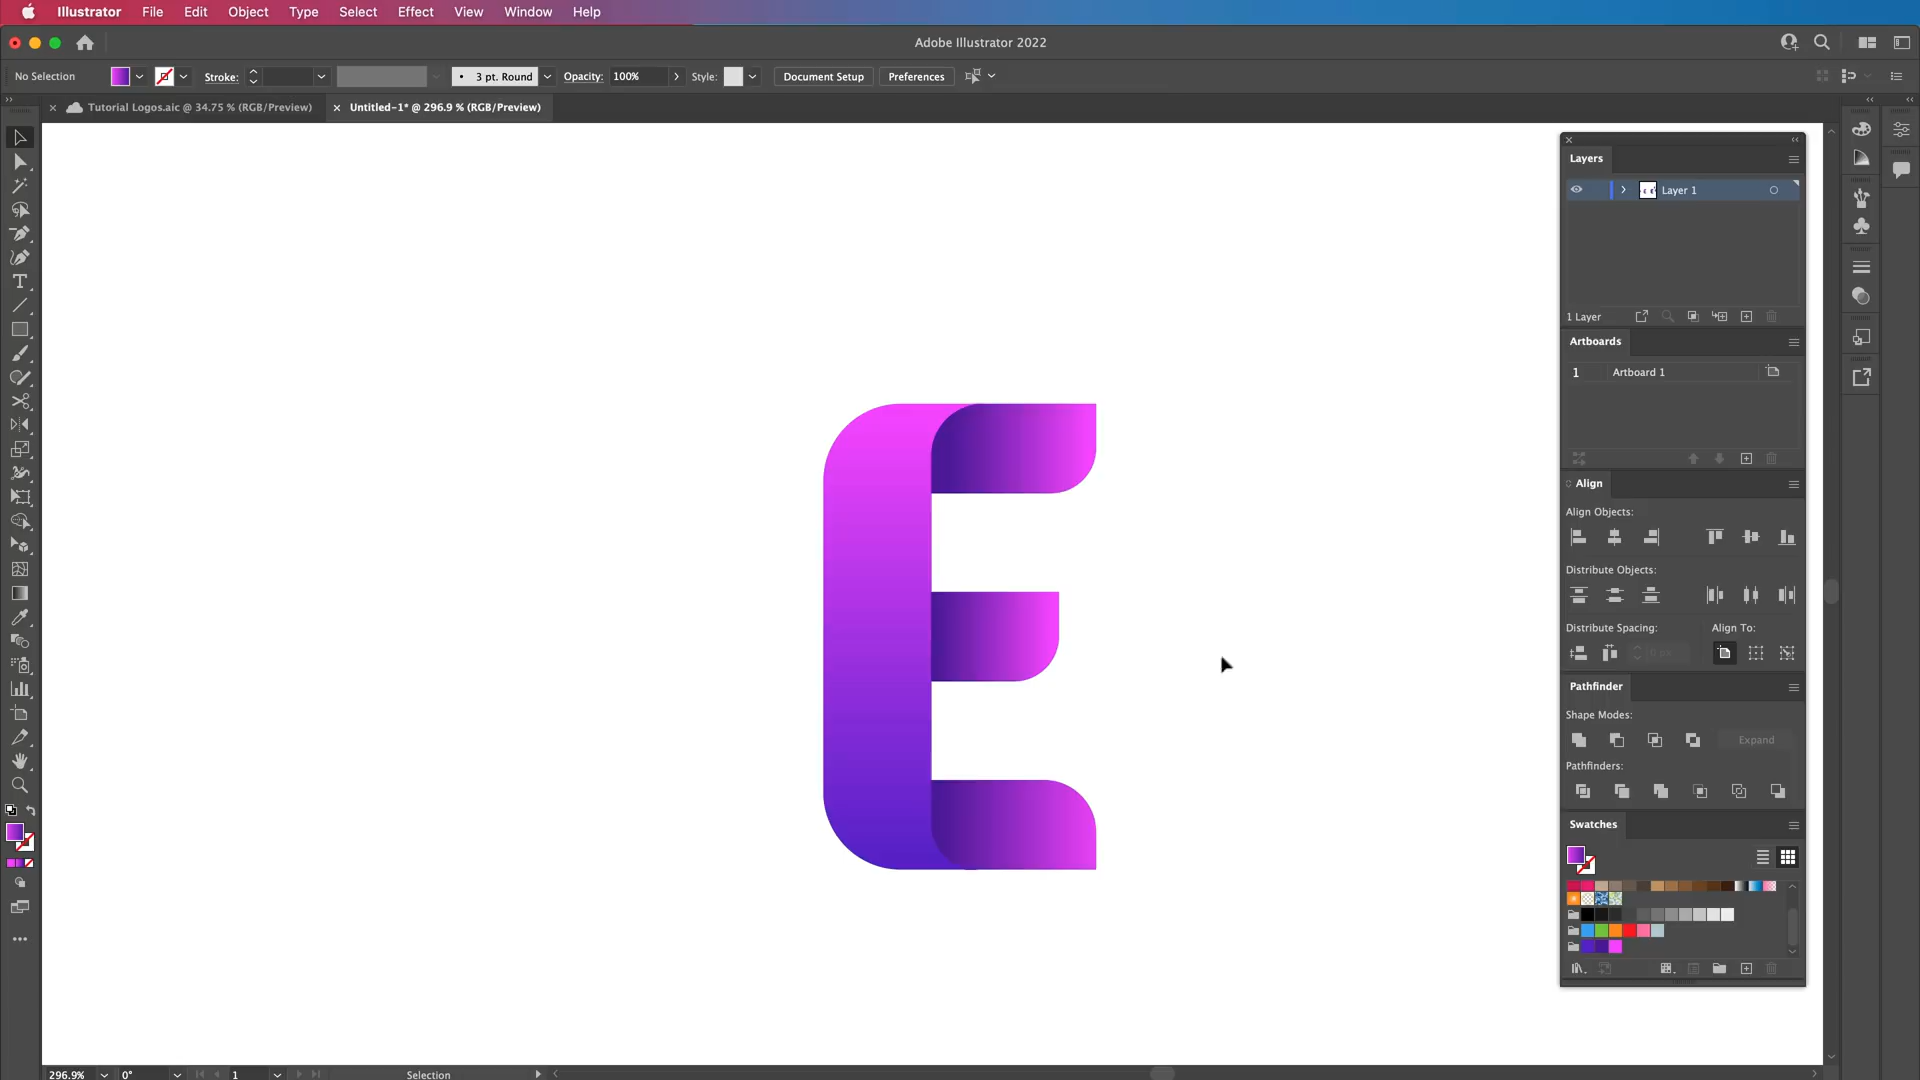 Illustrator File Edit Object Type Select Effect View Window Help
Adobe Illustrator 2022
No Selection Stroke: 3 pt. Round Opacity: 100% Style: Document Setup Preferences
Tutorial Logos.aic @ 34.75 % (RGB/Preview) Untitled-1* @ 296.9 % (RGB/Preview)
Layers
Layer 1
1 Layer
Artboards
1 Artboard 1
Align
Align Objects:
Distribute Objects:
Distribute Spacing: Align To:
0 px
Pathfinder
Shape Modes:
Expand
Pathfinders:
Swatches
E
296.9% 0° 1 Selection